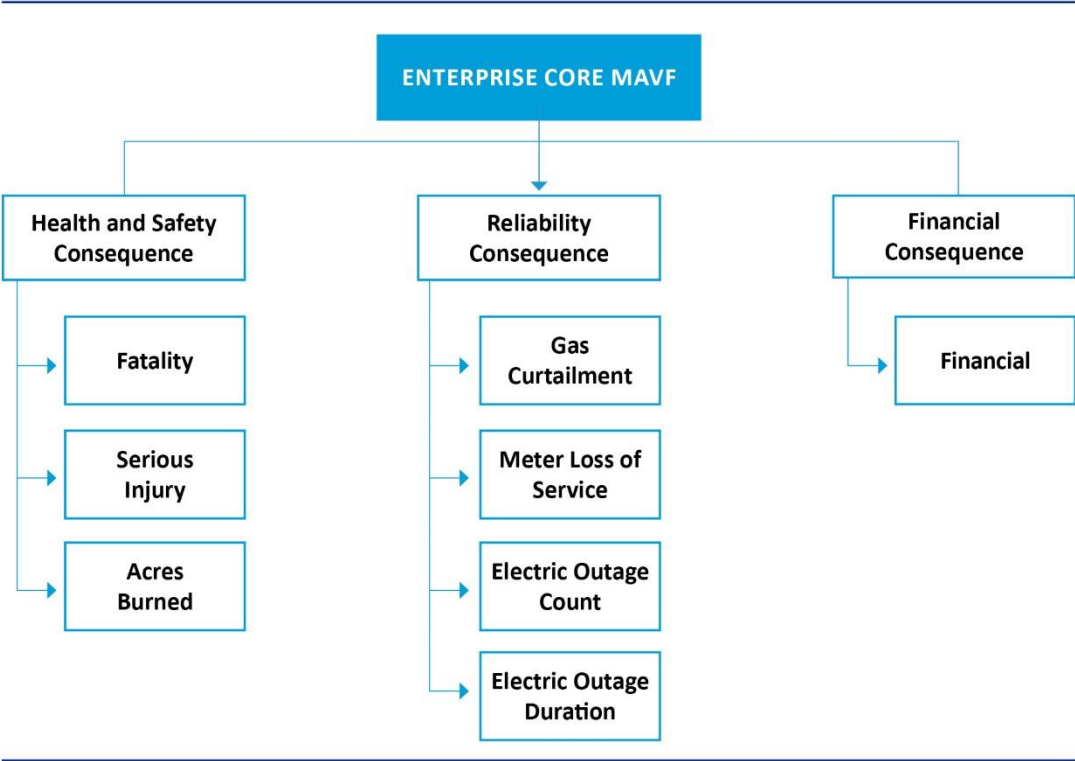 ENTERPRISE CORE MAVF
Health and Safety
Consequence
Fatality
Serious
Injury
Acres
Burned
Reliability
Consequence
Gas
Curtailment
Meter Loss of
Service
Electric Outage
Count
Electric Outage
Duration
Financial
Consequence
Financial